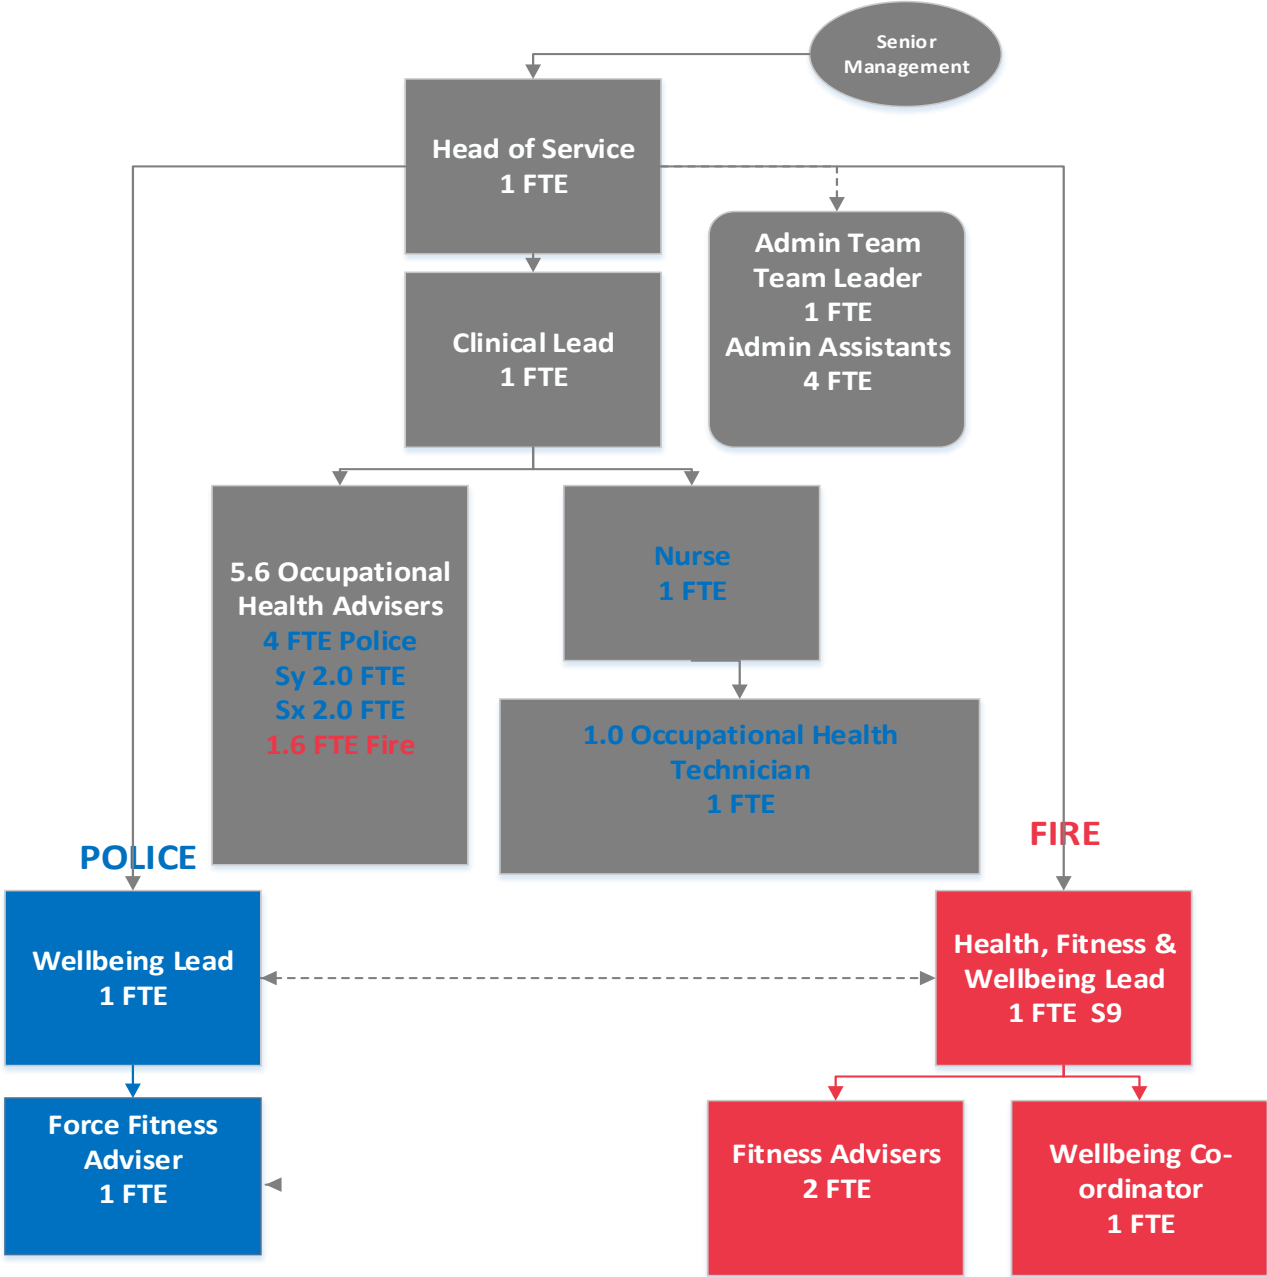 Senior
Management
Head of Service
1 FTE
Admin Team
Team Leader
1 FTE
Admin Assistants
4 FTE
Clinical Lead
1 FTE
5.6 Occupational
Health Advisers
4 FTE Police
Sy 2.0 FTE
Sx 2.0 FTE
1.6 FTE Fire
Nurse
1 FTE
1.0 Occupational Health
Technician
1 FTE
POLICE
FIRE
Wellbeing Lead
1 FTE
Health, Fitness &
Wellbeing Lead
1 FTE  S9
Force Fitness
Adviser
1 FTE
Fitness Advisers
2 FTE
Wellbeing Co-
ordinator
1 FTE